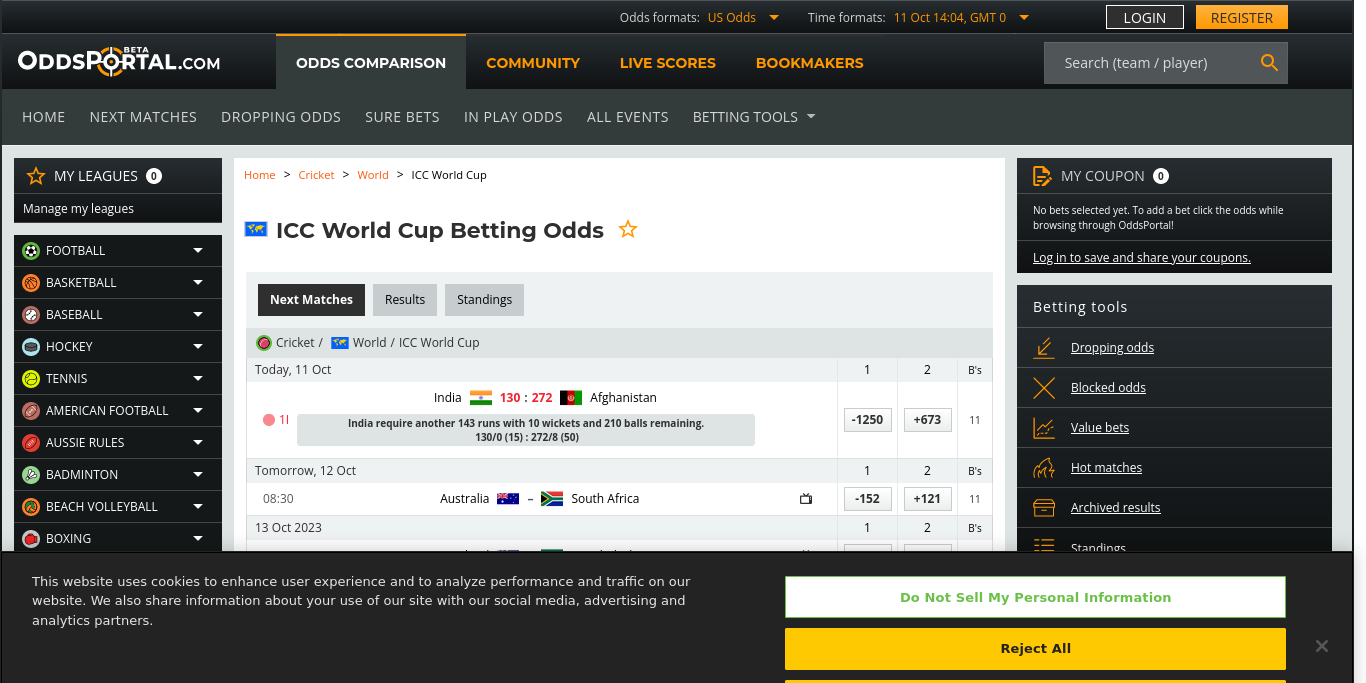 Odds formats: US Odds Time formats: 11 Oct 14:04, GMT 0 LOGIN REGISTER
ODDSPORTAL.COM BETA
ODDS COMPARISON COMMUNITY LIVE SCORES BOOKMAKERS Search (team / player)
HOME NEXT MATCHES DROPPING ODDS SURE BETS IN PLAY ODDS ALL EVENTS BETTING TOOLS
MY LEAGUES 0
Manage my leagues
FOOTBALL
BASKETBALL
BASEBALL
HOCKEY
TENNIS
AMERICAN FOOTBALL
AUSSIE RULES
BADMINTON
BEACH VOLLEYBALL
BOXING
Home > Cricket > World > ICC World Cup
ICC World Cup Betting Odds
Next Matches Results Standings
Cricket / World / ICC World Cup
Today, 11 Oct 1 2 B's
India 130 : 272 Afghanistan
1I -1250 +673 11
India require another 143 runs with 10 wickets and 210 balls remaining.
130/0 (15) : 272/8 (50)
Tomorrow, 12 Oct 1 2 B's
08:30 Australia – South Africa -152 +121 11
13 Oct 2023 1 2 B's
MY COUPON 0
No bets selected yet. To add a bet click the odds while
browsing through OddsPortal!
Log in to save and share your coupons.
Betting tools
Dropping odds
Blocked odds
Value bets
Hot matches
Archived results
Standings
This website uses cookies to enhance user experience and to analyze performance and traffic on our
website. We also share information about your use of our site with our social media, advertising and
analytics partners.
Do Not Sell My Personal Information
Reject All